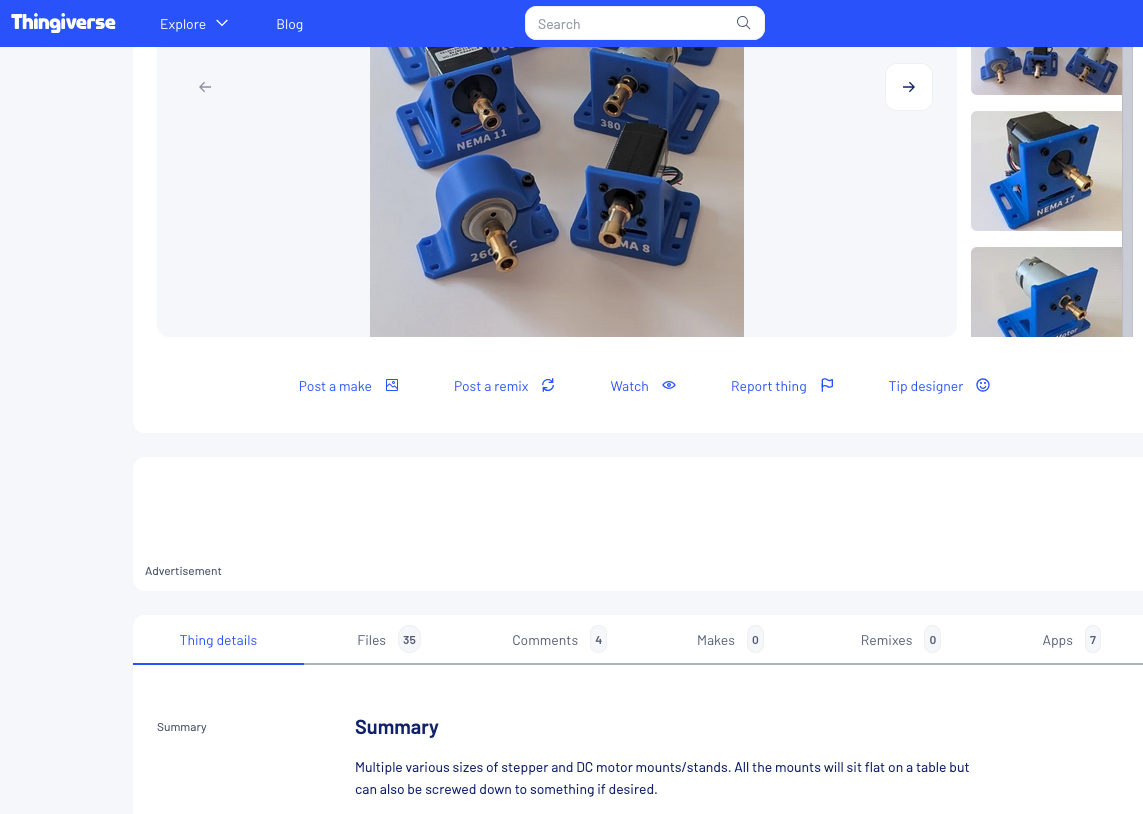 Thingiverse
Explore
Blog
Search
NEMA 11
380
NEMA 17
Post a make
Post a remix
Watch
Report thing
Tip designer
Advertisement
Thing details
Files 35
Comments 4
Makes 0
Remixes 0
Apps 7
Summary
Summary
Multiple various sizes of stepper and DC motor mounts/stands. All the mounts will sit flat on a table but
can also be screwed down to something if desired.